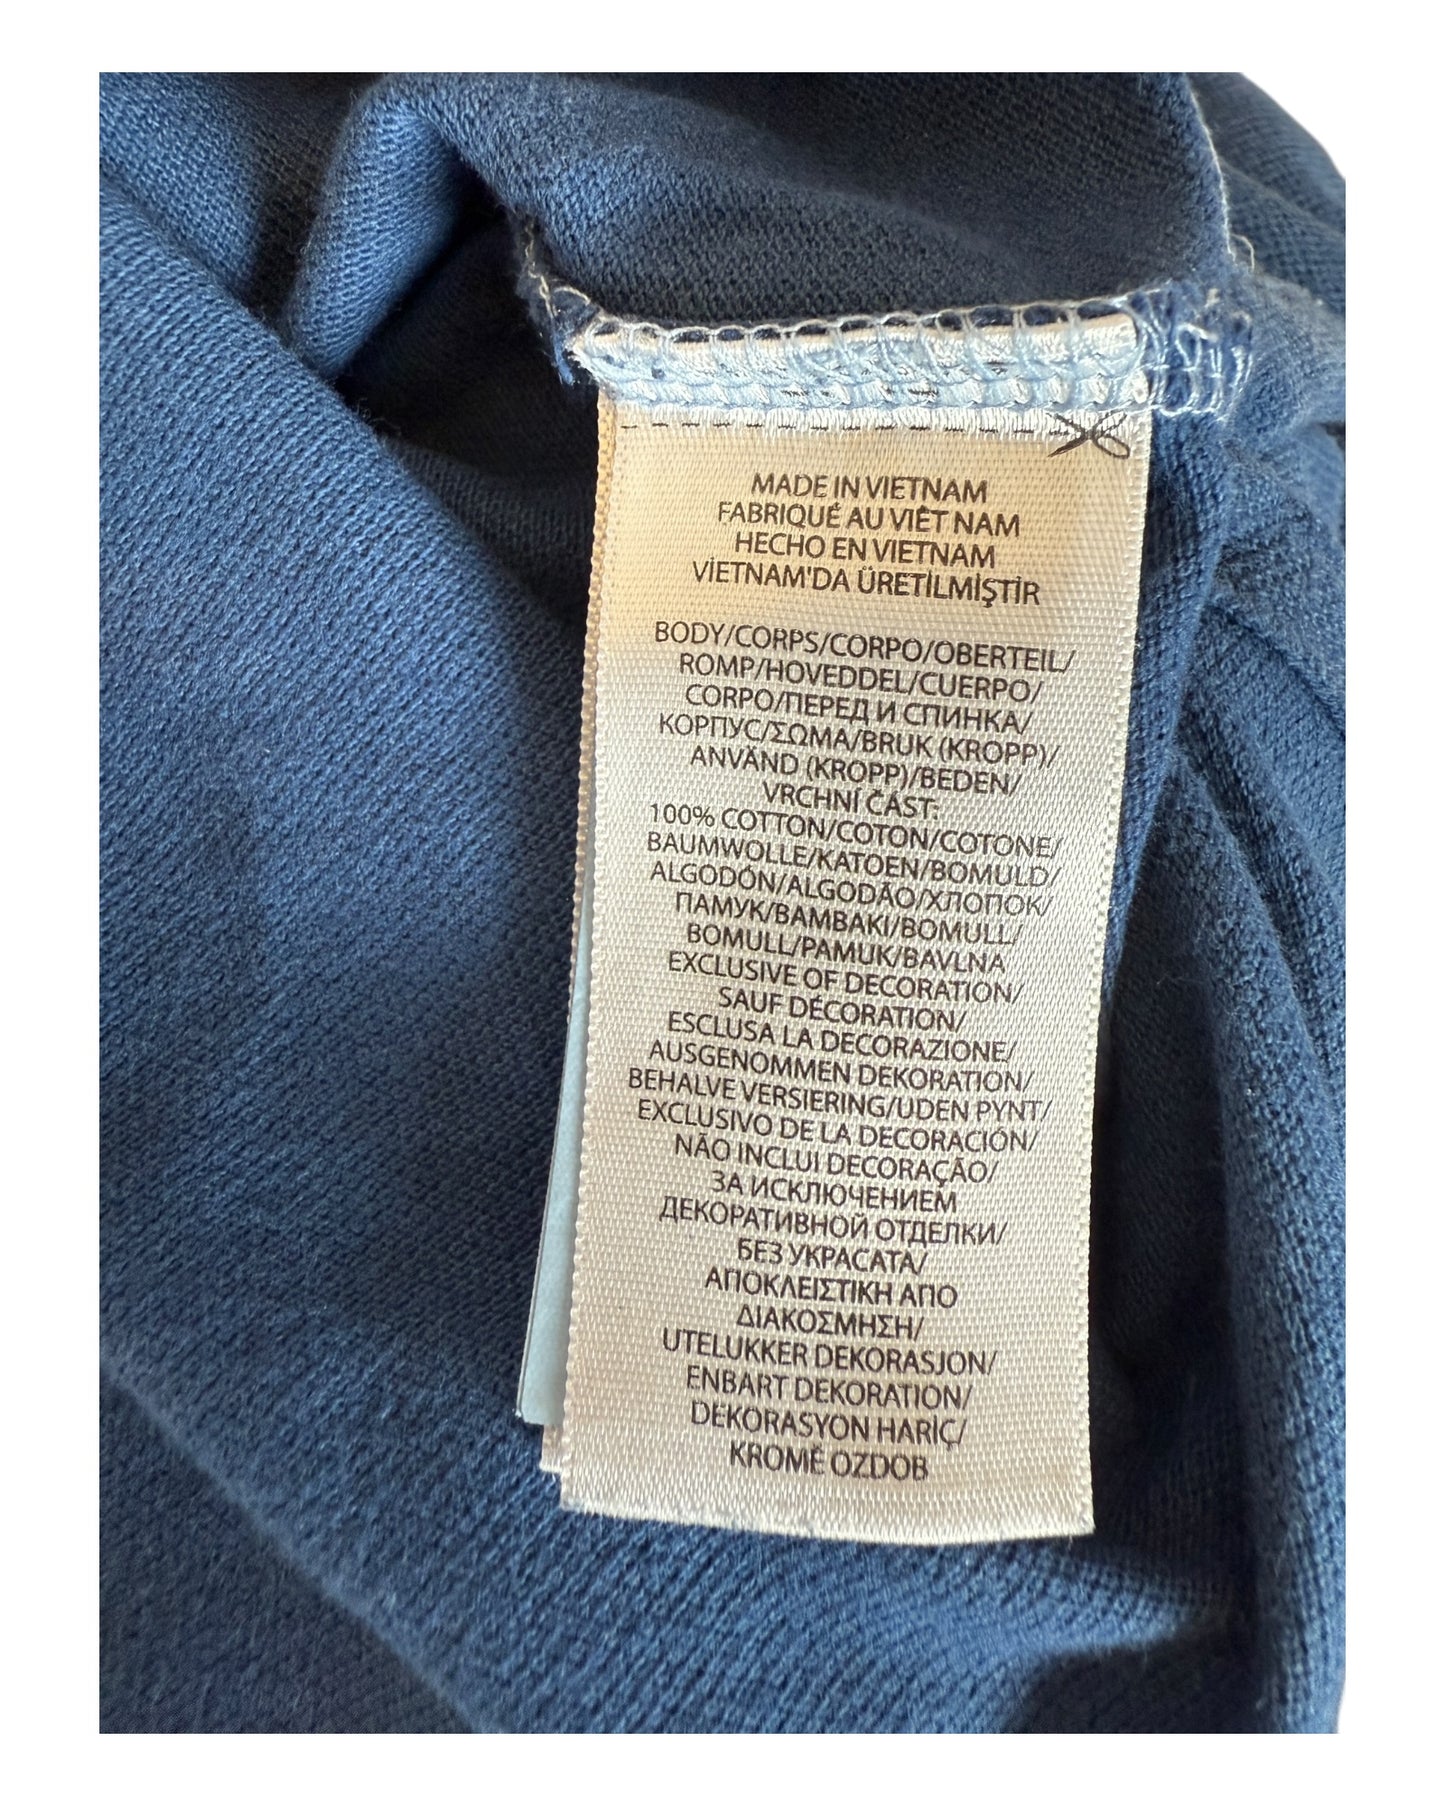 MADE IN VIETNAM
FABRIQUÉ AU VIÊT NAM
HECHO EN VIETNAM
VİETNAM'DA ÜRETİLMİŞTİR
BODY/CORPS/CORPO/OBERTEIL/
ROMP/HOVEDDEL/CUERPO/
CORPO/ПЕРЕД И СПИНКА/
КОРПУС/ΣΩΜΑ/BRUK (KROPP)/
ANVÄND (KROPP)/BEDEN/
VRCHNÍ ČÁST:
100% COTTON/COTON/COTONE/
BAUMWOLLE/KATOEN/BOMULD/
ALGODÓN/ALGODÃO/ХЛОПОК/
ПАМУК/ΒΑΜΒΑΚΙ/BOMULL/
BOMULL/PAMUK/BAVLNA
EXCLUSIVE OF DECORATION/
SAUF DÉCORATION/
ESCLUSA LA DECORAZIONE/
AUSGENOMMEN DEKORATION/
BEHALVE VERSIERING/UDEN PYNT/
EXCLUSIVO DE LA DECORACIÓN/
NÃO INCLUI DECORAÇÃO/
ЗА ИСКЛЮЧЕНИЕМ
ДЕКОРАТИВНОЙ ОТДЕЛКИ/
БЕЗ УКРАСАТА/
ΑΠΟΚΛΕΙΣΤΙΚΗ ΑΠΟ
ΔΙΑΚΟΣΜΗΣΗ/
UTELUKKER DEKORASJON/
ENBART DEKORATION/
DEKORASYON HARİÇ/
KROMĚ OZDOB